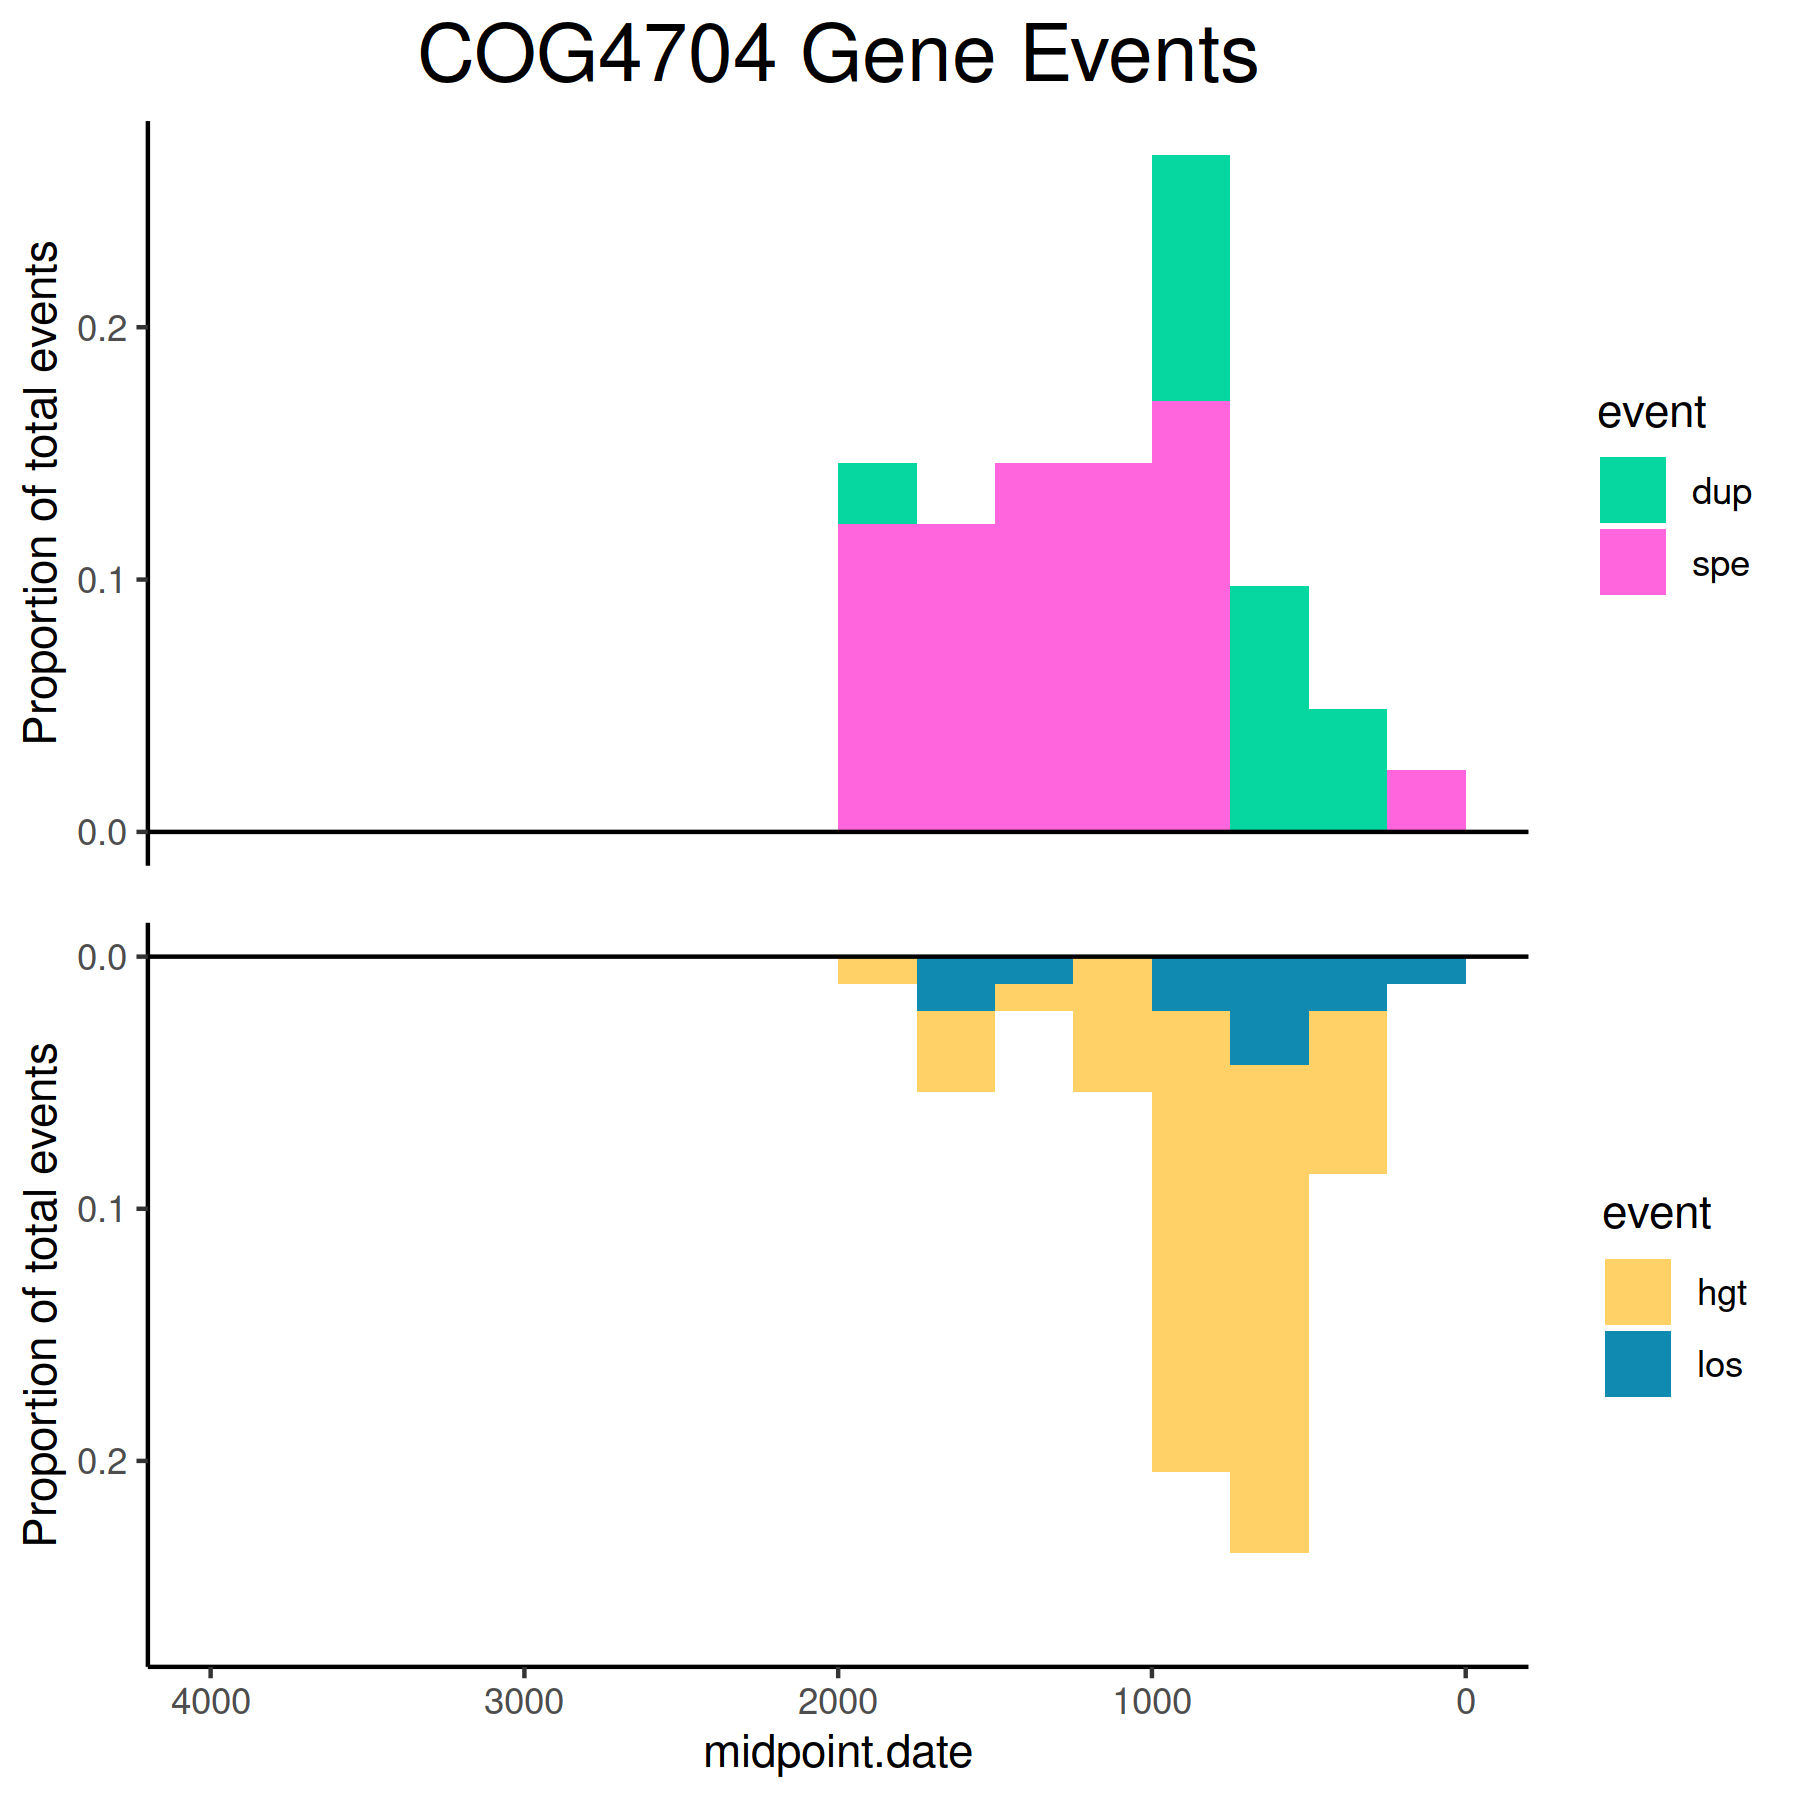 COG4704 Gene Events
Proportion of total events
0.2
0.1
0.0
event
dup
spe
Proportion of total events
0.0
0.1
0.2
event
hgt
los
4000 3000 2000 1000 0
midpoint.date